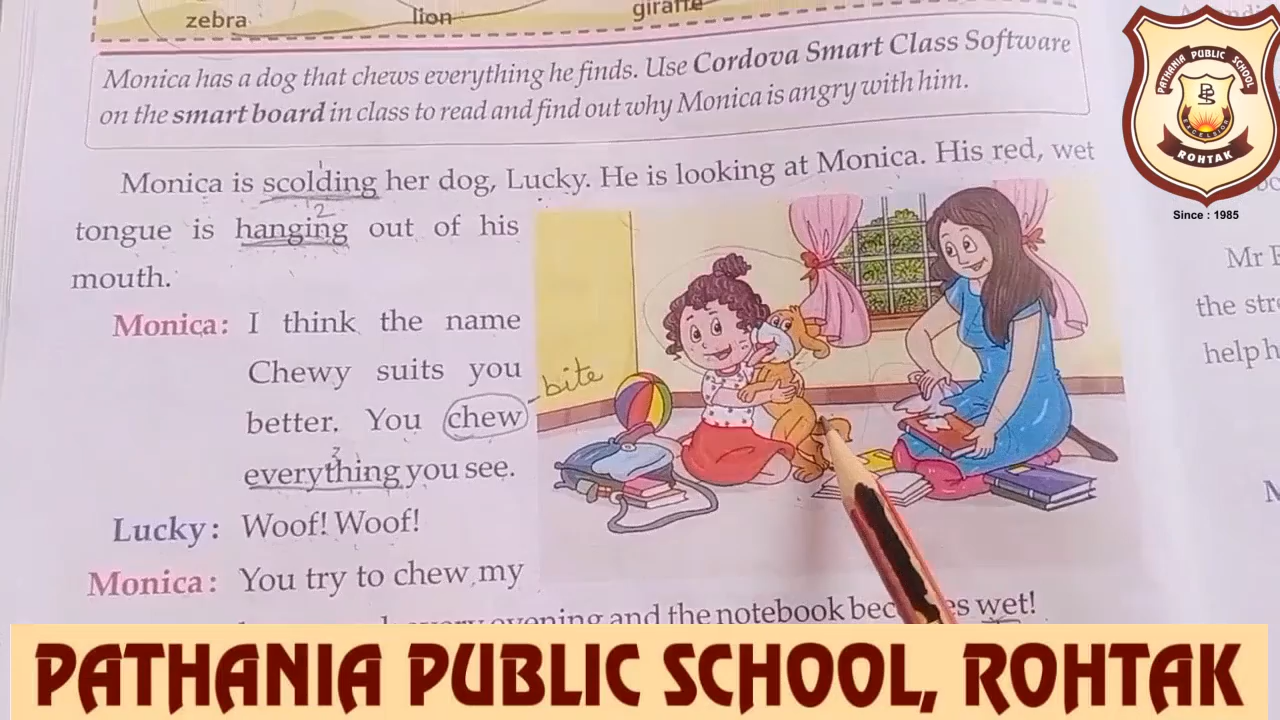 zebra lion giraffe
Monica has a dog that chews everything he finds. Use Cordova Smart Class Software
on the smart board in class to read and find out why Monica is angry with him.
1
Monica is scolding her dog, Lucky. He is looking at Monica. His red, wet
2
tongue is hanging out of his
mouth.
Monica: I think the name
Chewy suits you
better. You chew - bite
3
everything you see.
Lucky: Woof! Woof!
Monica: You try to chew my
evening and the notebook wet!
PATHANIA PUBLIC SCHOOL
EXCELSIOR
ROHTAK
Since : 1985
Mr
the
help
PATHANIA PUBLIC SCHOOL, ROHTAK